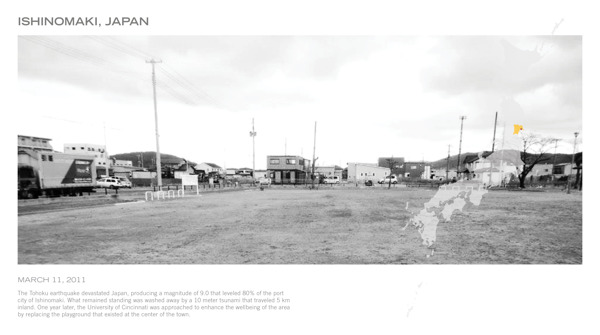 ISHINOMAKI, JAPAN
MARCH 11, 2011
The Tohoku earthquake devastated Japan, producing a magnitude of 9.0 that leveled 80% of the port
city of Ishinomaki. What remained standing was washed away by a 10 meter tsunami that traveled 5 km
inland. One year later, the University of Cincinnati was approached to enhance the wellbeing of the area
by replacing the playground that existed at the center of the town.